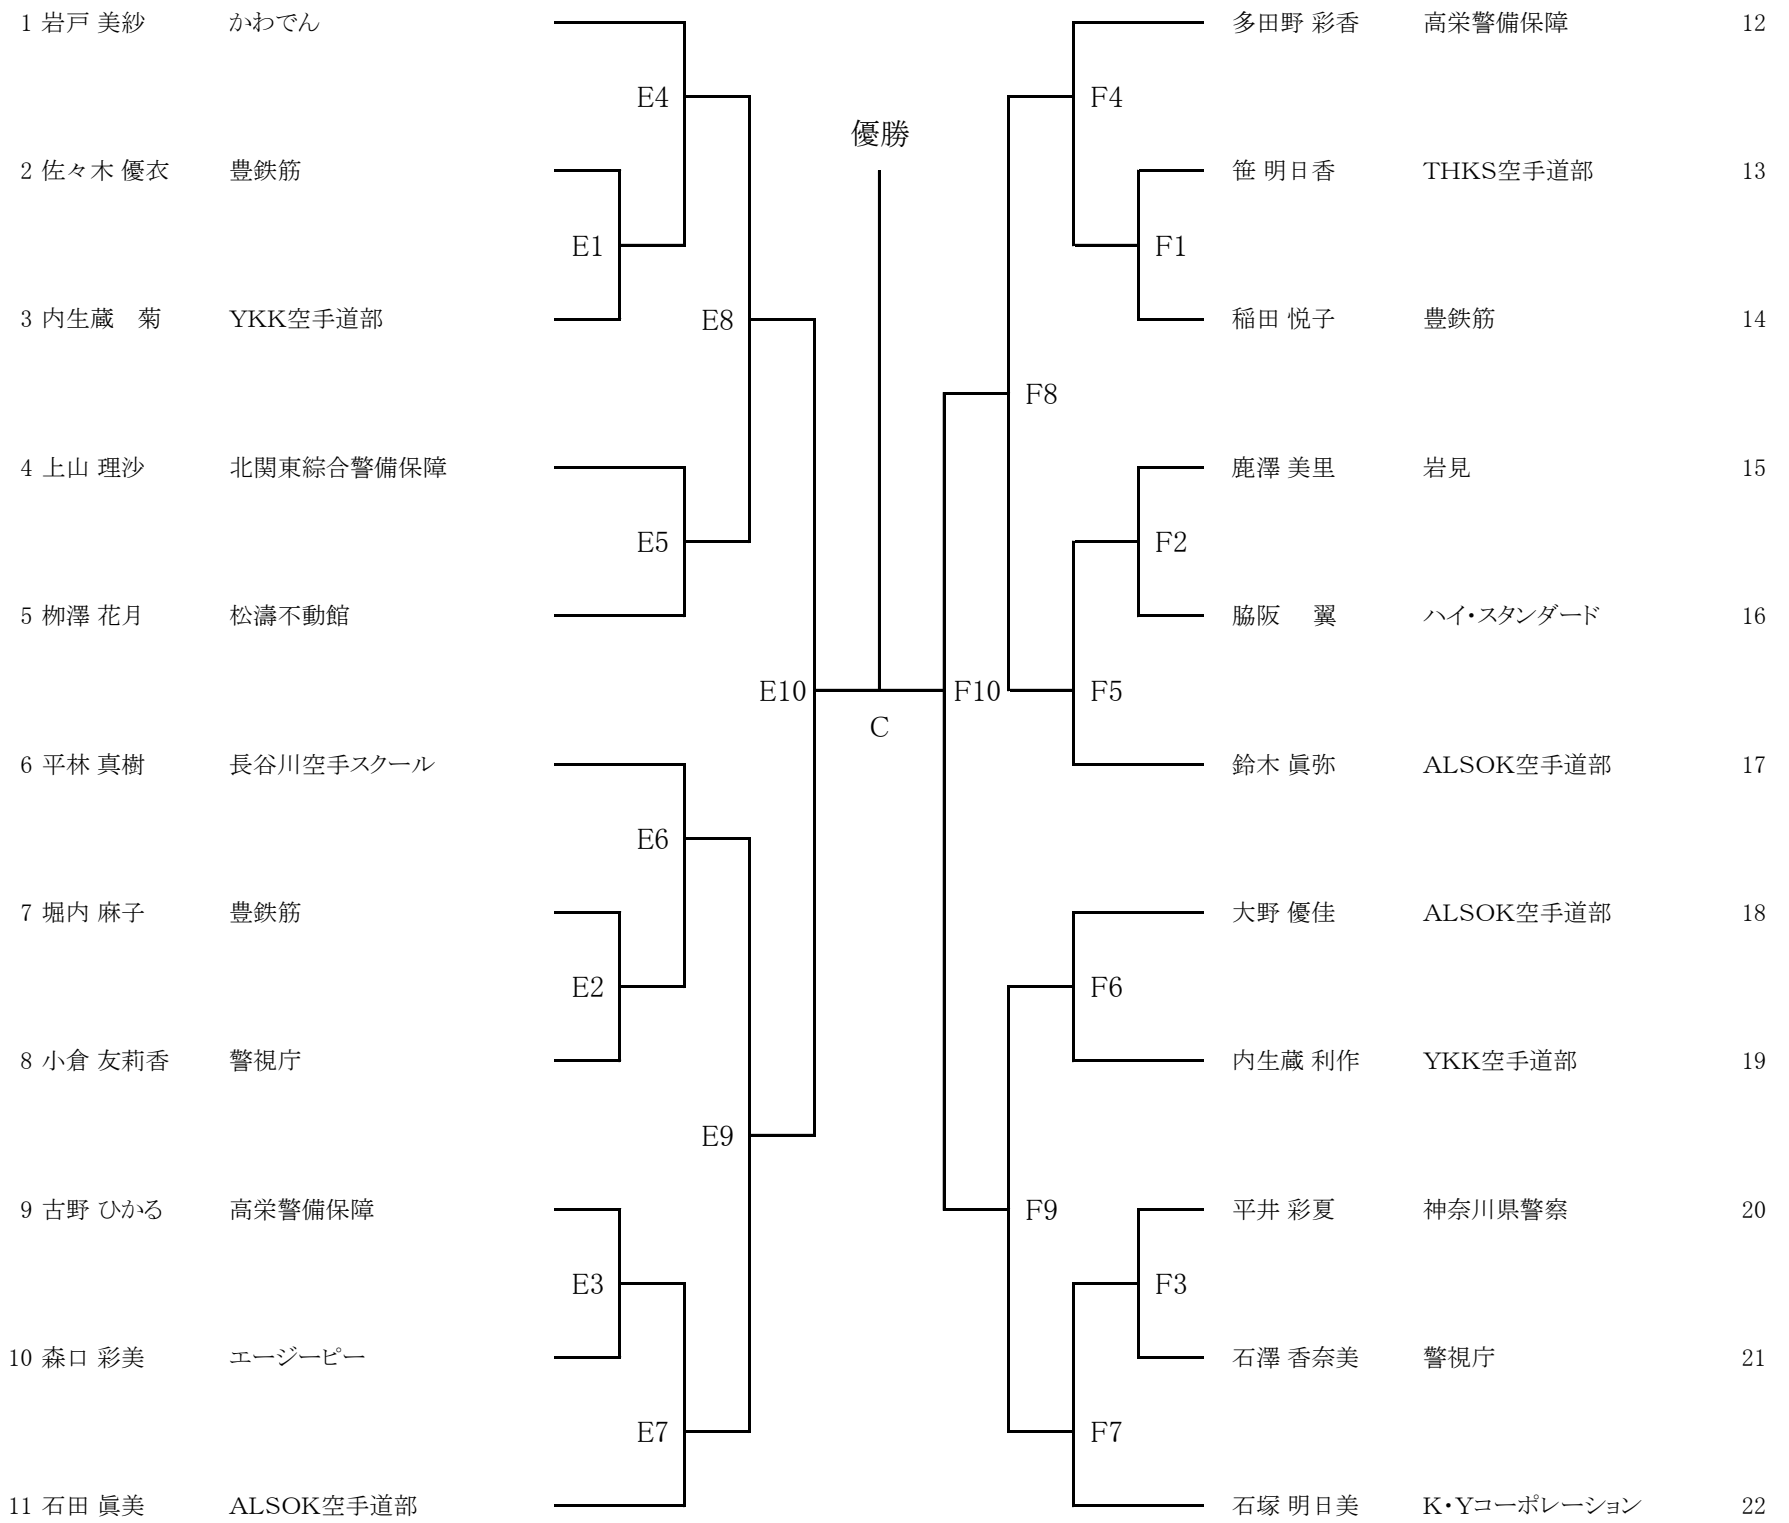 1 岩戸 美紗 かわでん
多田野 彩香 高栄警備保障 12
E4
F4
優勝
2 佐々木 優衣 豊鉄筋
笹 明日香 THKS空手道部 13
E1
F1
3 内生蔵 菊 YKK空手道部
E8
稲田 悦子 豊鉄筋 14
F8
4 上山 理沙 北関東綜合警備保障
鹿澤 美里 岩見 15
E5
F2
5 栁澤 花月 松濤不動館
脇阪 翼 ハイ・スタンダード 16
E10
F10
F5
C
6 平林 真樹 長谷川空手スクール
鈴木 眞弥 ALSOK空手道部 17
E6
7 堀内 麻子 豊鉄筋
大野 優佳 ALSOK空手道部 18
E2
F6
8 小倉 友莉香 警視庁
内生蔵 利作 YKK空手道部 19
E9
9 古野 ひかる 高栄警備保障
F9
平井 彩夏 神奈川県警察 20
E3
F3
10 森口 彩美 エージーピー
石澤 香奈美 警視庁 21
E7
F7
11 石田 眞美 ALSOK空手道部
石塚 明日美 K・Yコーポレーション 22